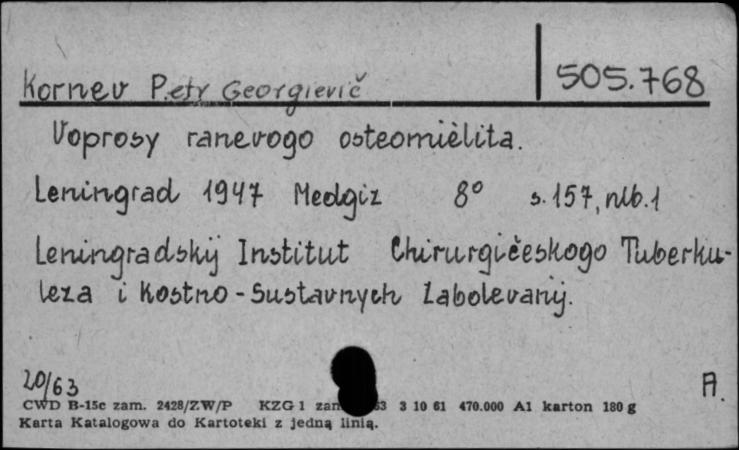 505.768
Kornev Petr Georgievič
Voprosy ranevogo osteomièlita.
Leningrad 1947 Medgiz 8° s. 157, nlb. 1
Leningradskij Institut Chirurgičeskogo Tuberku-
leza i Kostno-Sustavnych Zabolevanij.
20/63 A.
CWD B-15c zam. 2428/ZW/P KZG 1 zam 3 10 61 470.000 A1 karton 180 g
Karta Katalogowa do Kartoteki z jedną linią.